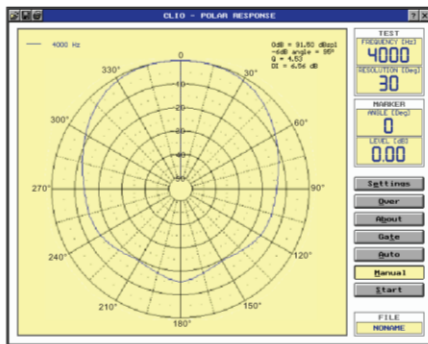 CLIO - POLAR RESPONSE
4000 Hz
0dB = 91.50 dBspl
-6dB angle = 95°
Q = 4.53
DI = 6.56 dB
0
330°
30°
300°
60°
270°
90°
240°
120°
210°
150°
180°
TEST
FREQUENCY [Hz]
4000
RESOLUTION [Deg]
30
MARKER
ANGLE [Deg]
0
LEVEL [dB]
0.00
Settings
Over
About
Gate
Auto
Manual
Start
FILE
NONAME